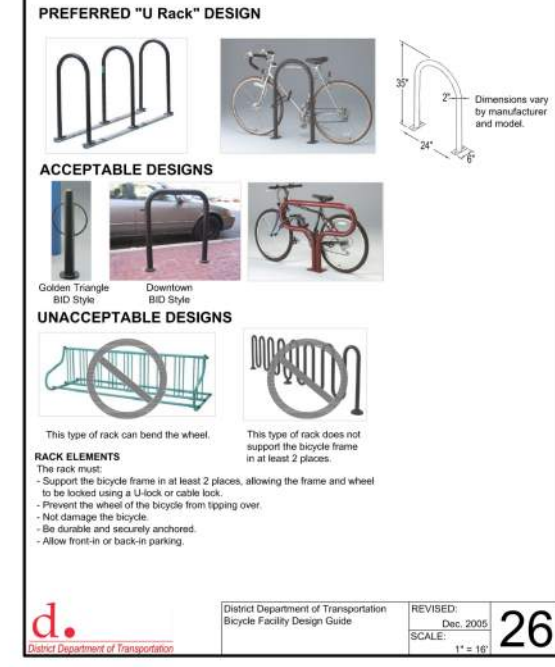 PREFERRED "U Rack" DESIGN
35"
2"
24"
6"
Dimensions vary
by manufacturer
and model.
ACCEPTABLE DESIGNS
Golden Triangle
BID Style
Downtown
BID Style
UNACCEPTABLE DESIGNS
This type of rack can bend the wheel.
This type of rack does not
support the bicycle frame
in at least 2 places.
RACK ELEMENTS
The rack must:
- Support the bicycle frame in at least 2 places, allowing the frame and wheel
to be locked using a U-lock or cable lock.
- Prevent the wheel of the bicycle from tipping over.
- Not damage the bicycle.
- Be durable and securely anchored.
- Allow front-in or back-in parking.
d.
District Department of Transportation
District Department of Transportation
Bicycle Facility Design Guide
REVISED:
Dec. 2005
SCALE:
1" = 16'
26